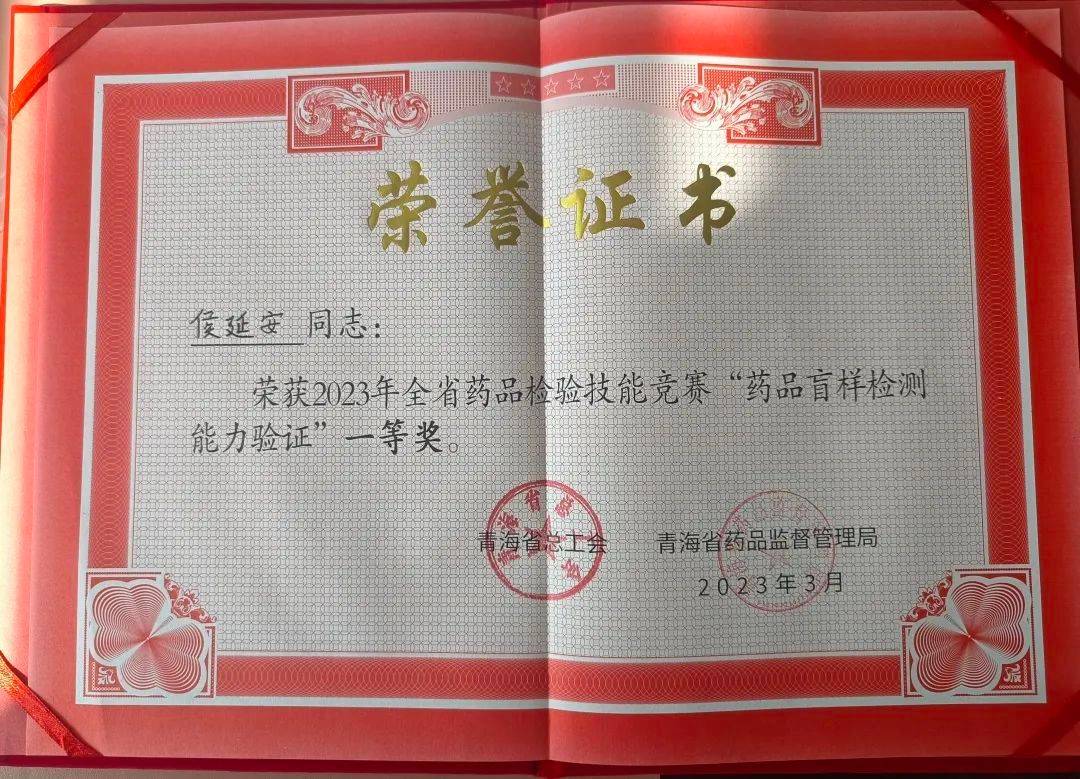 荣誉证书
侯延安 同志：
荣获2023年全省药品检验技能竞赛“药品盲样检测
能力验证”一等奖。
青海省总工会 青海省药品监督管理局
2023年3月